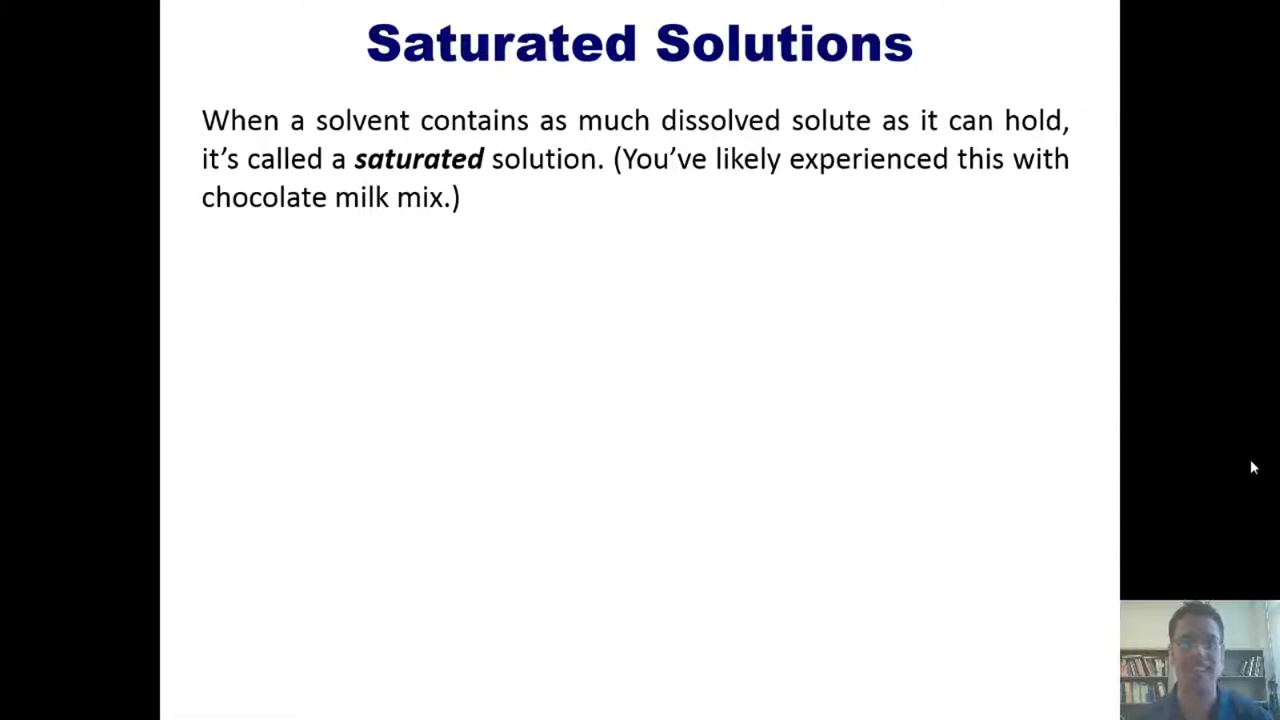 Saturated Solutions
When a solvent contains as much dissolved solute as it can hold,
it’s called a saturated solution. (You’ve likely experienced this with
chocolate milk mix.)